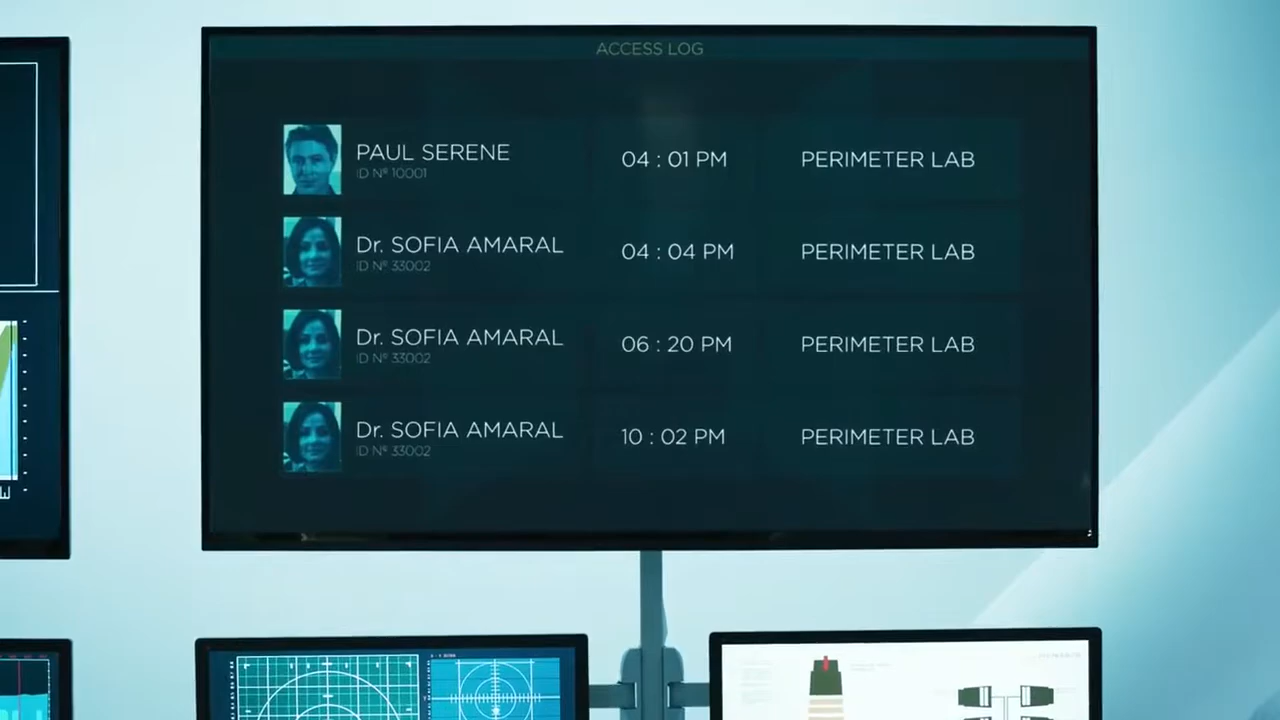 ACCESS LOG
PAUL SERENE
ID Nº 10001
04 : 01 PM
PERIMETER LAB
Dr. SOFIA AMARAL
ID Nº 33002
04 : 04 PM
PERIMETER LAB
Dr. SOFIA AMARAL
ID Nº 33002
06 : 20 PM
PERIMETER LAB
Dr. SOFIA AMARAL
ID Nº 33002
10 : 02 PM
PERIMETER LAB